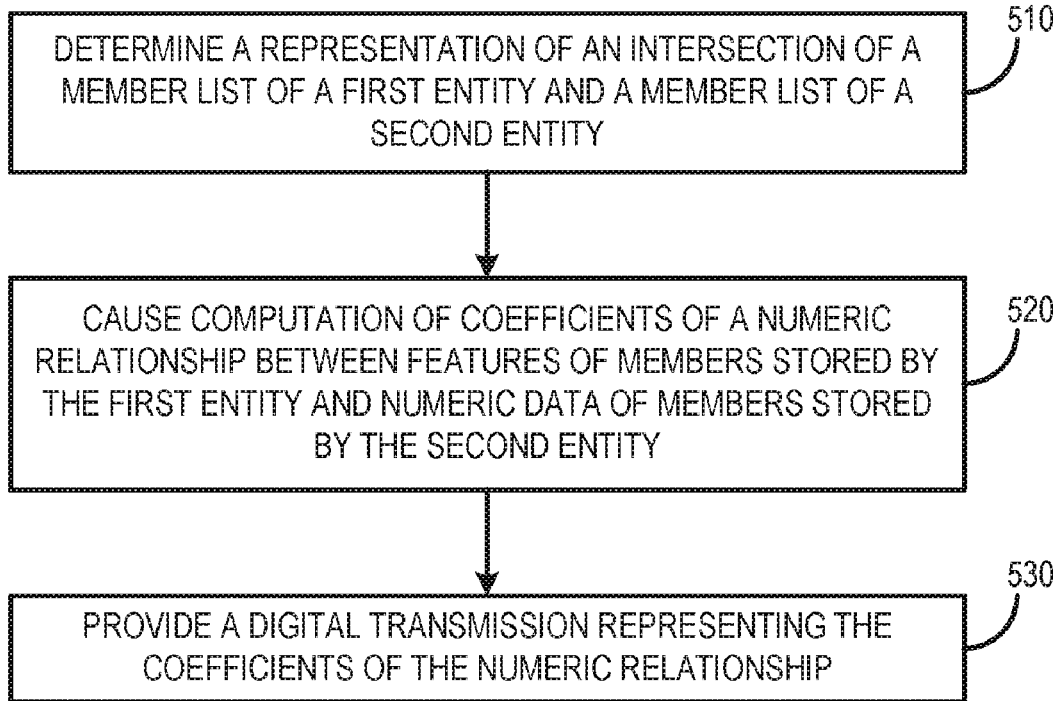 510
DETERMINE A REPRESENTATION OF AN INTERSECTION OF A
MEMBER LIST OF A FIRST ENTITY AND A MEMBER LIST OF A
SECOND ENTITY
520
CAUSE COMPUTATION OF COEFFICIENTS OF A NUMERIC
RELATIONSHIP BETWEEN FEATURES OF MEMBERS STORED BY
THE FIRST ENTITY AND NUMERIC DATA OF MEMBERS STORED
BY THE SECOND ENTITY
530
PROVIDE A DIGITAL TRANSMISSION REPRESENTING THE
COEFFICIENTS OF THE NUMERIC RELATIONSHIP